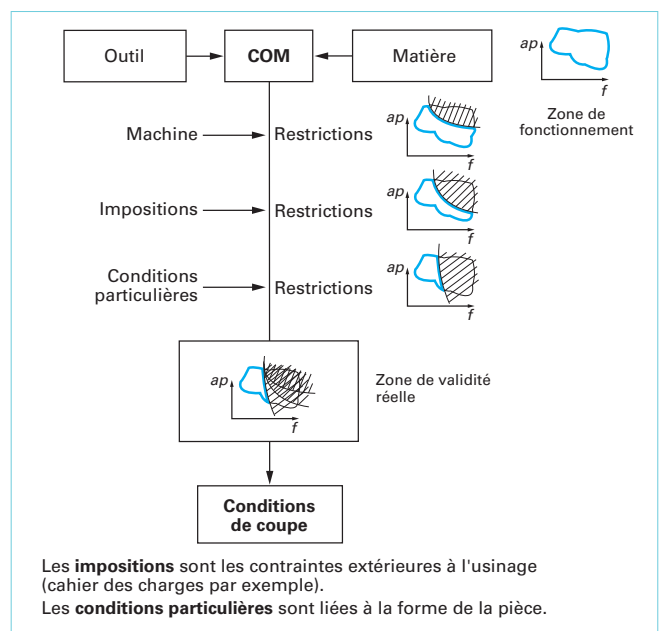 Outil
COM
Matière
ap
f
Zone de
fonctionnement
Machine
Restrictions
ap
f
Impositions
Restrictions
ap
f
Conditions
particulières
Restrictions
ap
f
ap
f
Zone de validité
réelle
Conditions
de coupe
Les impositions sont les contraintes extérieures à l'usinage
(cahier des charges par exemple).
Les conditions particulières sont liées à la forme de la pièce.